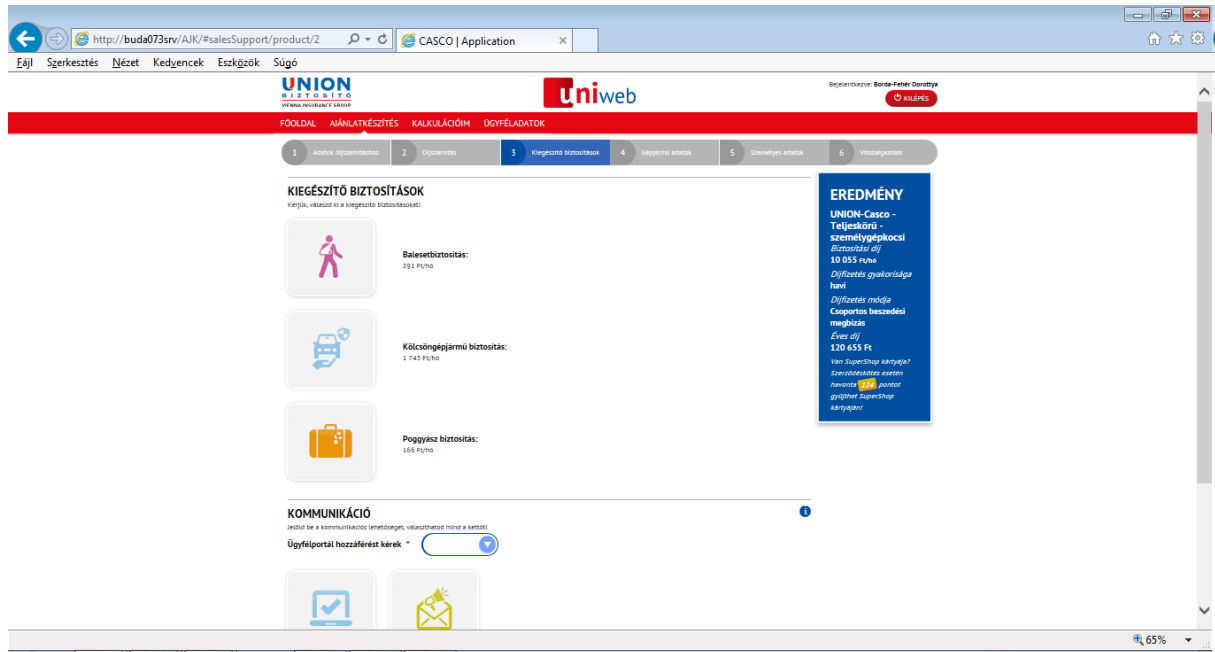 http://buda073srv/AJK/#salesSupport/product/2
CASCO | Application
Fájl Szerkesztés Nézet Kedvencek Eszközök Súgó
UNION
BIZTOSÍTÓ
VIENNA INSURANCE GROUP
uniweb
Bejelentkezve: Borda-Fehér Dorottya
KILÉPÉS
FŐOLDAL AJÁNLATKÉSZÍTÉS KALKULÁCIÓIM ÜGYFÉLADATOK
1 Adatok díjszámításhoz 2 Díjszámítás 3 Kiegészítő biztosítások 4 Gépjármű adatok 5 Személyes adatok 6 Visszaigazolás
KIEGÉSZÍTŐ BIZTOSÍTÁSOK
Kérjük, válaszd ki a kiegészítő biztosításokat!
Balesetbiztosítás:
291 Ft/hó
Kölcsöngépjármű biztosítás:
1 743 Ft/hó
Poggyász biztosítás:
166 Ft/hó
KOMMUNIKÁCIÓ
Jelöld be a kommunikációs lehetőséget, választhatod mind a kettőt!
Ügyfélportál hozzáférést kérek *
EREDMÉNY
UNION-Casco -
Teljeskörű -
személygépkocsi
Biztosítási díj
10 055 Ft/hó
Díjfizetés gyakorisága
havi
Díjfizetés módja
Csoportos beszedési
megbízás
Éves díj
120 655 Ft
Van SuperShop kártyája?
Szerződéskötés esetén
havonta 124 pontot
gyűjthet SuperShop
kártyáján!
65%